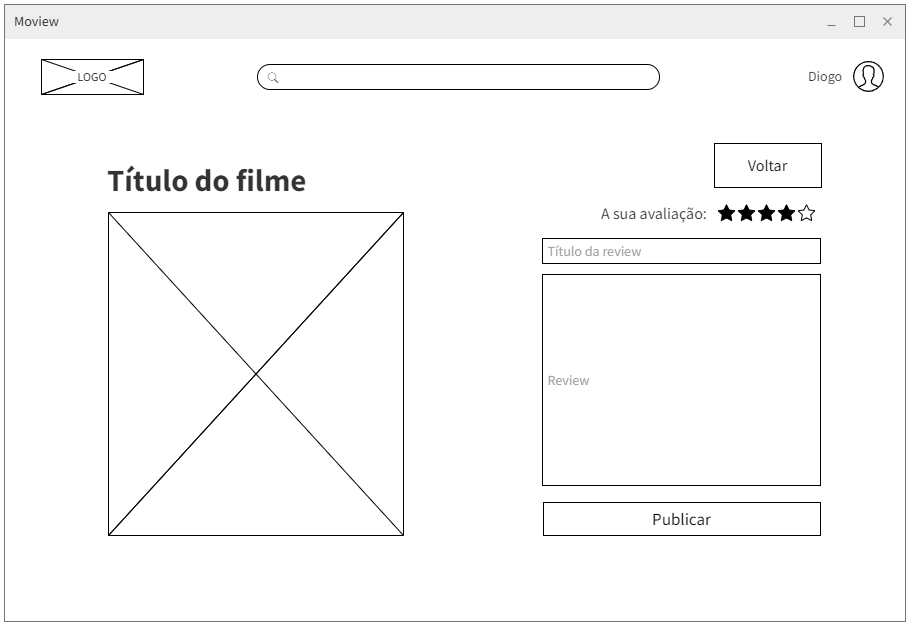 Moview
LOGO
Diogo
Voltar
Título do filme
A sua avaliação:
Título da review
Review
Publicar